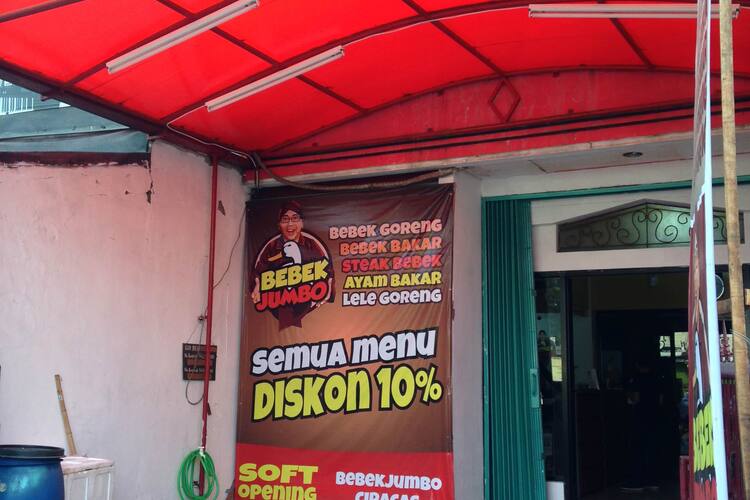 BEBEK
JUMBO
BEBEK GORENG
BEBEK BAKAR
STEAK BEBEK
AYAM BAKAR
LELE GORENG
SEMUA MENU
DISKON 10%
SOFT
OPENING
BEBEKJUMBO
CIRACAS